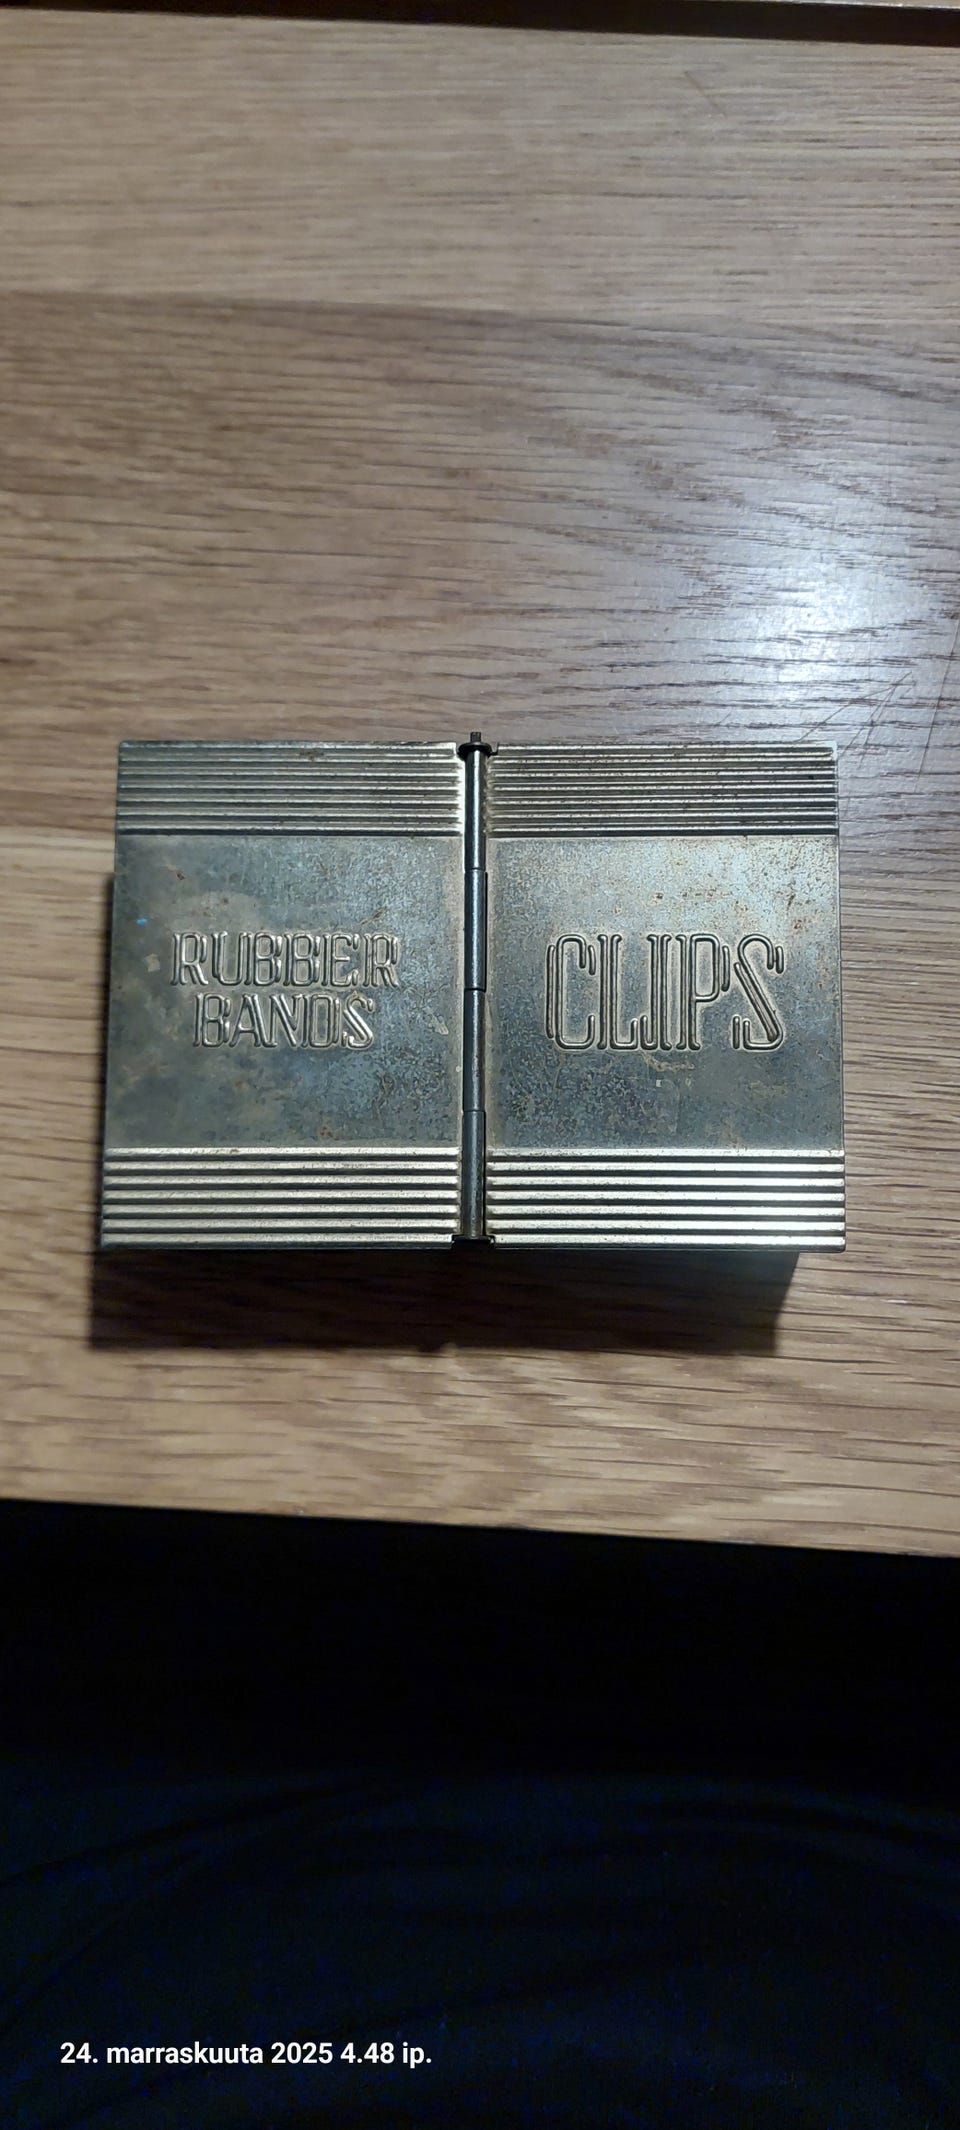 RUBBER
BANDS
CLIPS
24. marraskuuta 2025 4.48 ip.